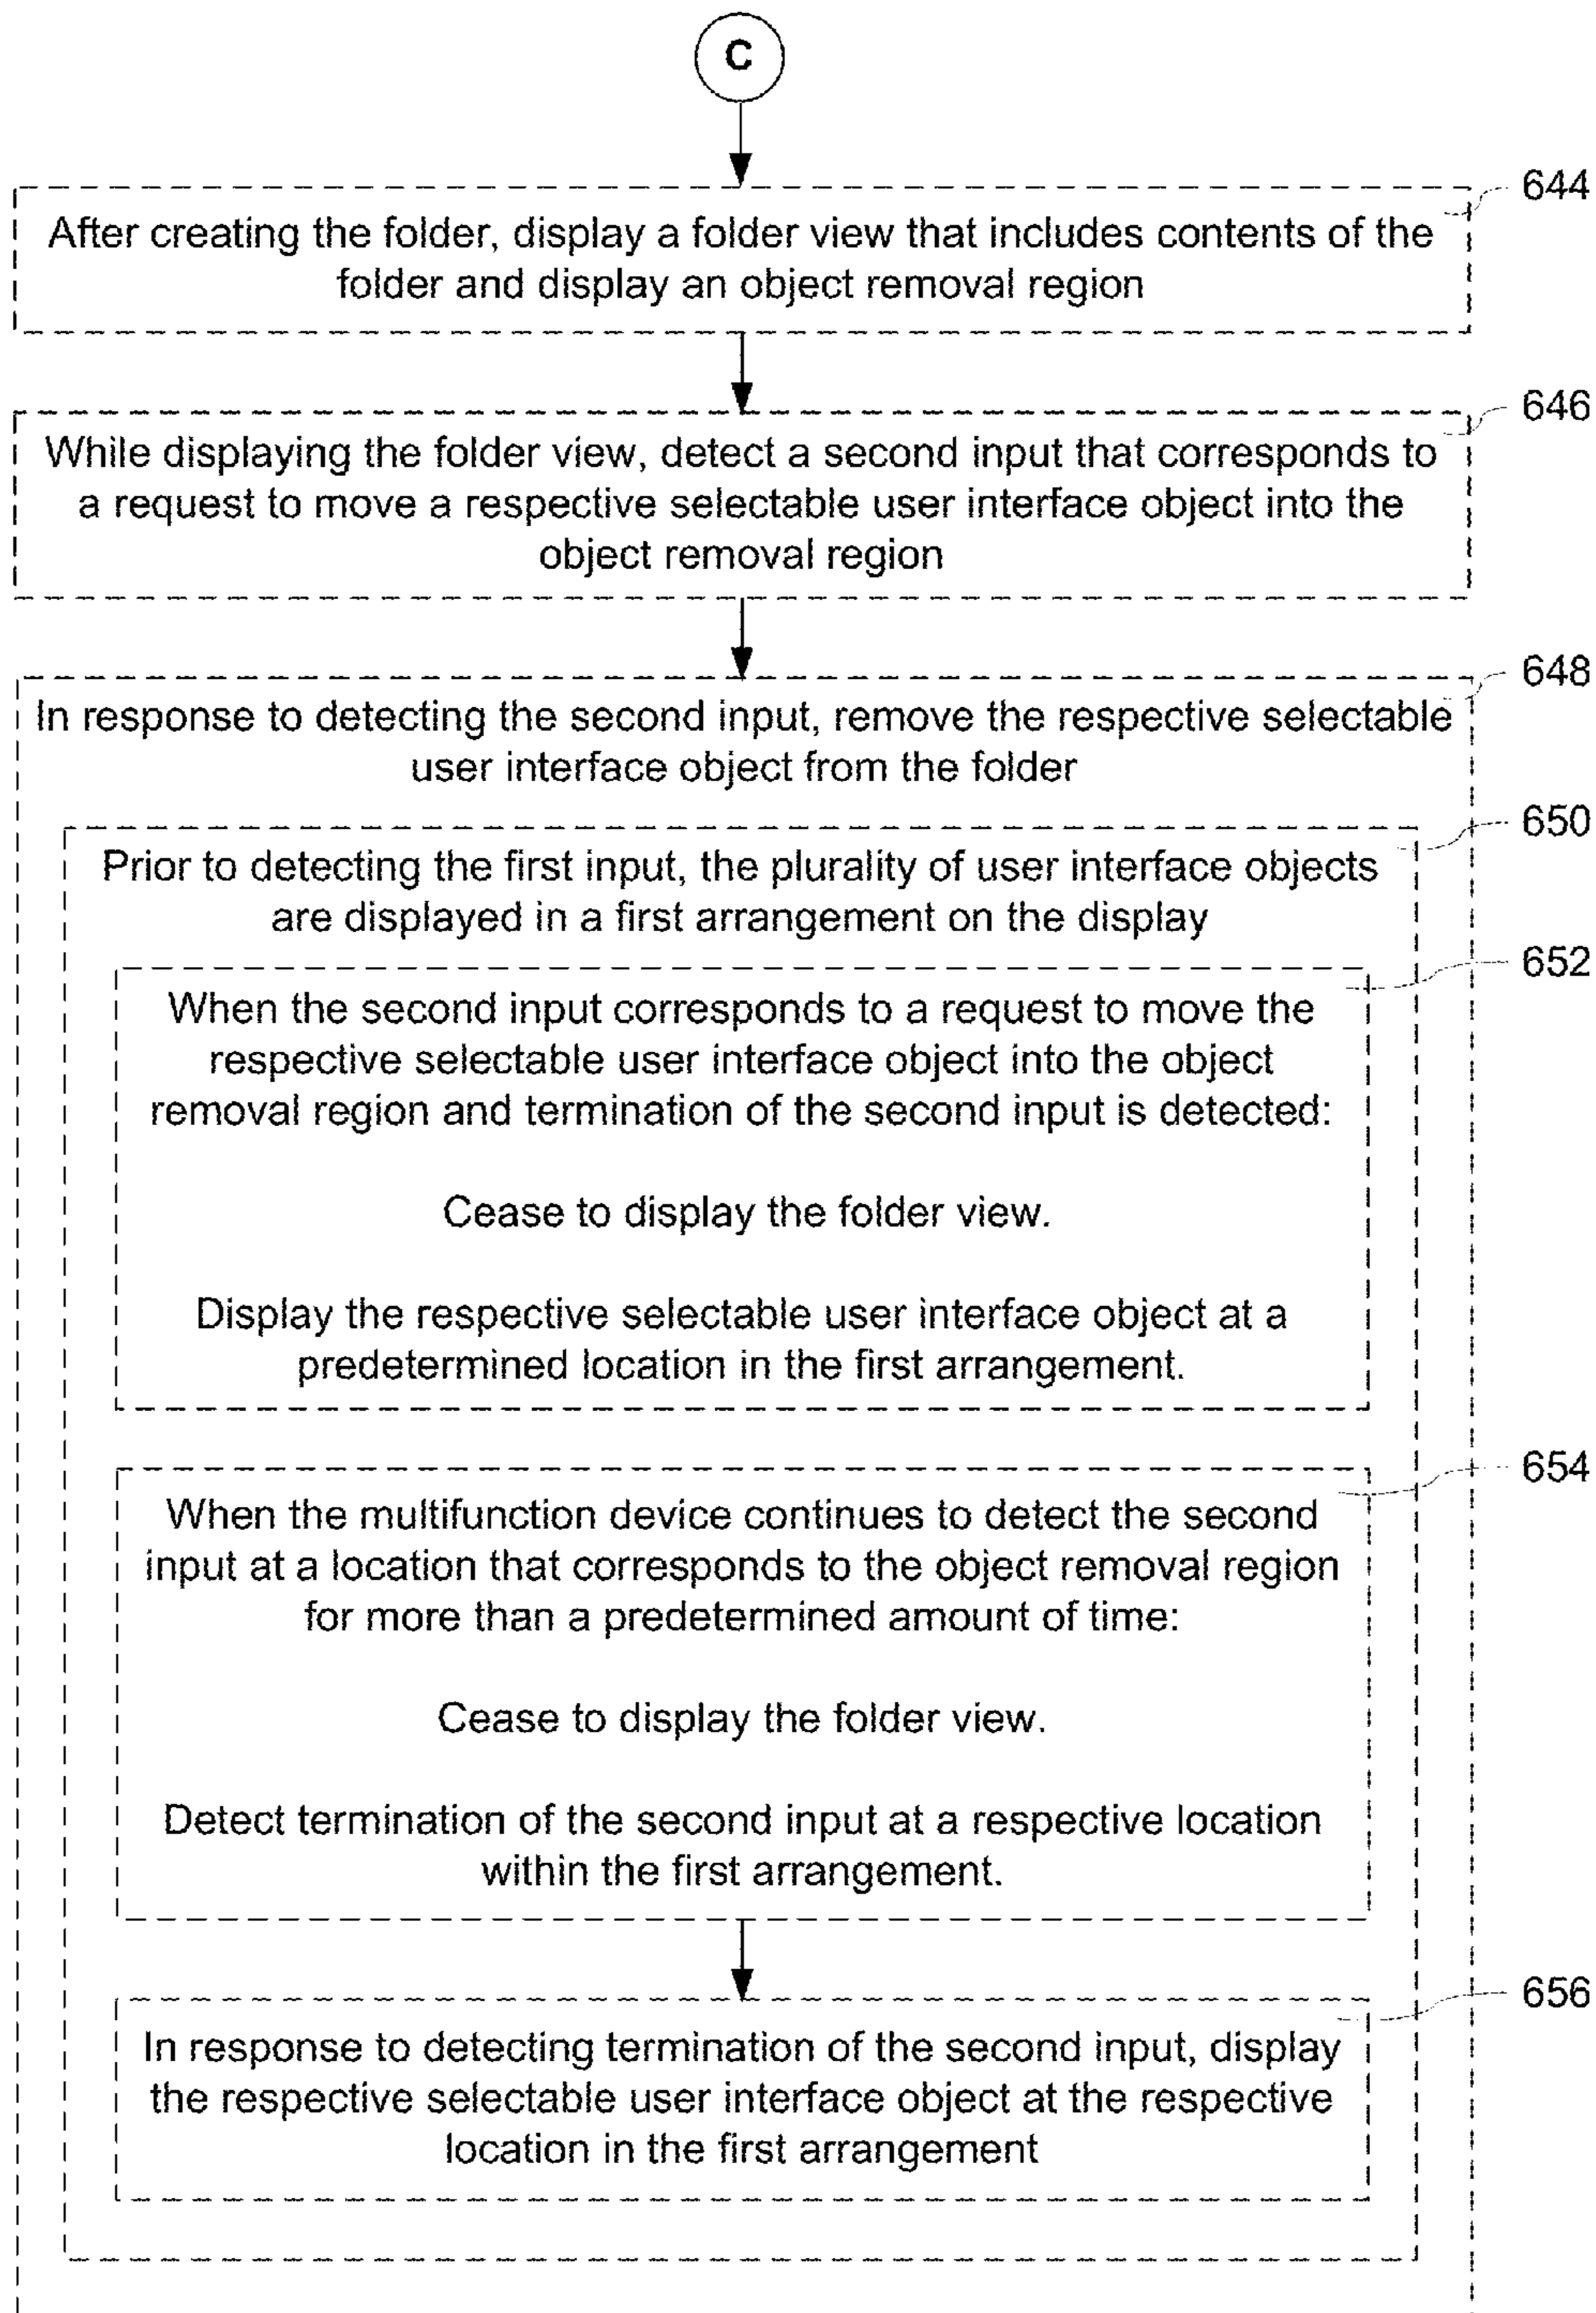 C
644
After creating the folder, display a folder view that includes contents of the
folder and display an object removal region
646
While displaying the folder view, detect a second input that corresponds to
a request to move a respective selectable user interface object into the
object removal region
648
In response to detecting the second input, remove the respective selectable
user interface object from the folder
650
Prior to detecting the first input, the plurality of user interface objects
are displayed in a first arrangement on the display
652
When the second input corresponds to a request to move the
respective selectable user interface object into the object
removal region and termination of the second input is detected:
Cease to display the folder view.
Display the respective selectable user interface object at a
predetermined location in the first arrangement.
654
When the multifunction device continues to detect the second
input at a location that corresponds to the object removal region
for more than a predetermined amount of time:
Cease to display the folder view.
Detect termination of the second input at a respective location
within the first arrangement.
656
In response to detecting termination of the second input, display
the respective selectable user interface object at the respective
location in the first arrangement